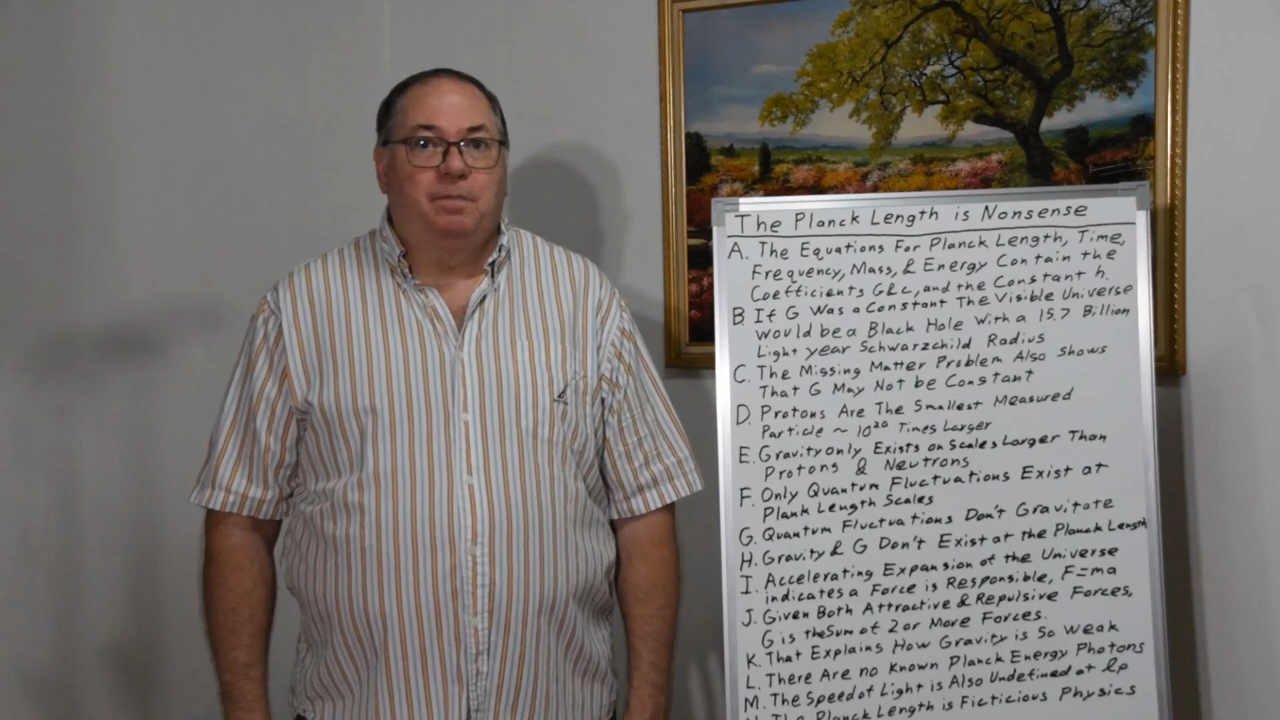 The Planck Length is Nonsense
A. The Equations For Planck Length, Time,
Frequency, Mass, & Energy Contain the
Coefficients G&c, and the Constant h.
B. If G Was a Constant The Visible Universe
would be a Black Hole With a 15.7 Billion
Light year Schwarzchild Radius
C. The Missing Matter Problem Also Shows
That G May Not be Constant
D. Protons Are The Smallest Measured
Particle ~ 10²⁰ Times Larger
E. Gravity only Exists on Scales Larger Than
Protons & Neutrons
F. Only Quantum Fluctuations Exist at
Plank Length Scales
G. Quantum Fluctuations Don't Gravitate
H. Gravity & G Don't Exist at the Planck Length
I. Accelerating Expansion of the Universe
indicates a Force is Responsible, F=ma
J. Given Both Attractive & Repulsive Forces,
G is the Sum of 2 or More Forces.
K. That Explains How Gravity is So Weak
L. There Are no Known Planck Energy Photons
M. The Speed of Light is Also Undefined at lp
N. The Planck Length is Ficticious Physics